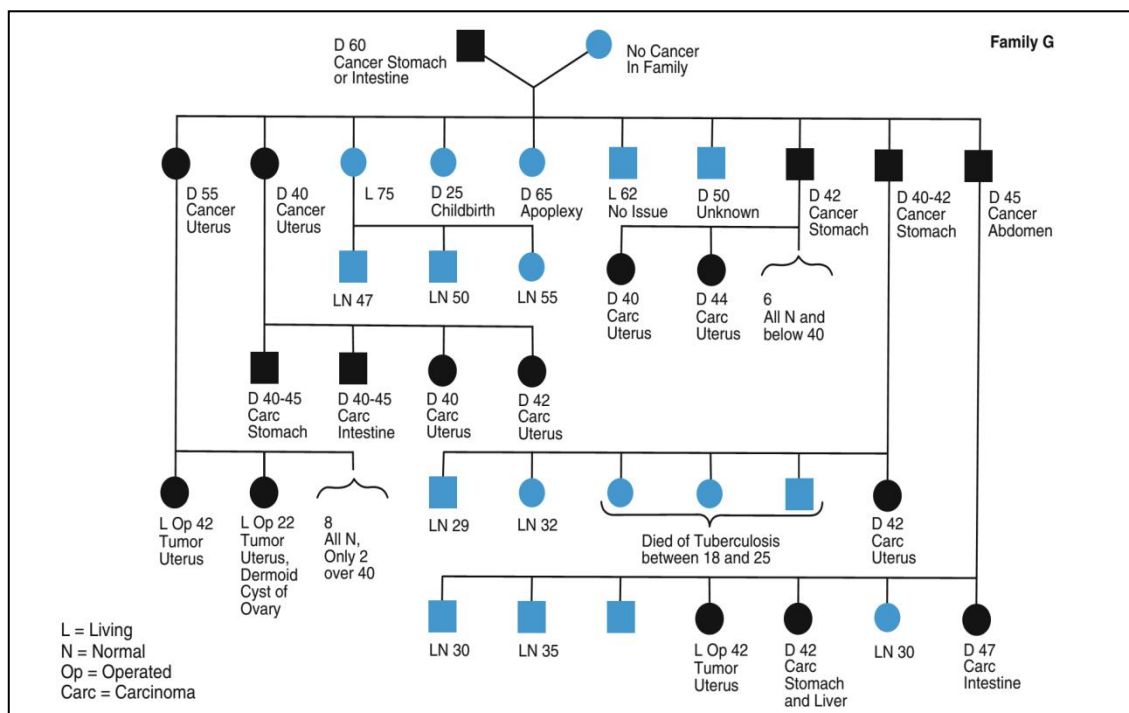 Family G
D 60
Cancer Stomach
or Intestine
No Cancer
In Family
D 55
Cancer
Uterus
D 40
Cancer
Uterus
L 75
D 25
Childbirth
D 65
Apoplexy
L 62
No Issue
D 50
Unknown
D 42
Cancer
Stomach
D 40-42
Cancer
Stomach
D 45
Cancer
Abdomen
LN 47
LN 50
LN 55
D 40
Carc
Uterus
D 44
Carc
Uterus
6
All N and
below 40
D 40-45
Carc
Stomach
D 40-45
Carc
Intestine
D 40
Carc
Uterus
D 42
Carc
Uterus
L Op 42
Tumor
Uterus
L Op 22
Tumor
Uterus,
Dermoid
Cyst of
Ovary
8
All N,
Only 2
over 40
LN 29
LN 32
Died of Tuberculosis
between 18 and 25
D 42
Carc
Uterus
LN 30
LN 35
L Op 42
Tumor
Uterus
D 42
Carc
Stomach
and Liver
LN 30
D 47
Carc
Intestine
L = Living
N = Normal
Op = Operated
Carc = Carcinoma